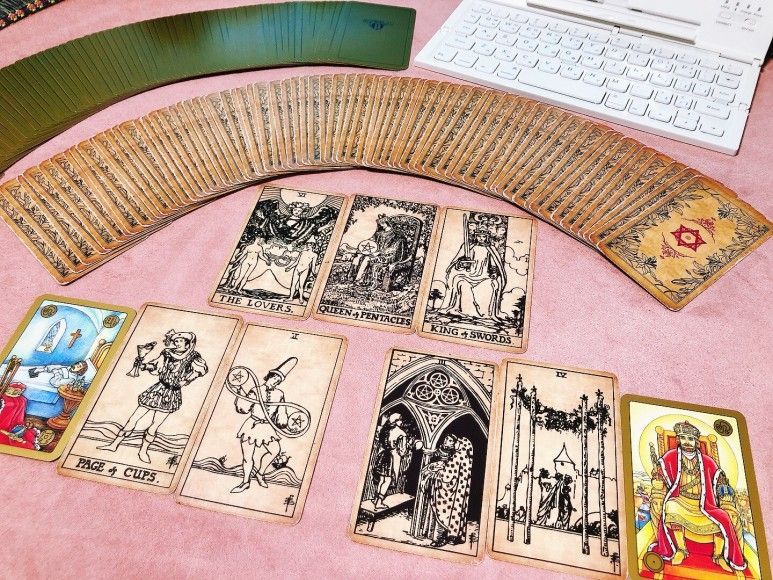 VI
THE LOVERS.
QUEEN of PENTACLES
KING of SWORDS.
PAGE of CUPS.
II
III
IV